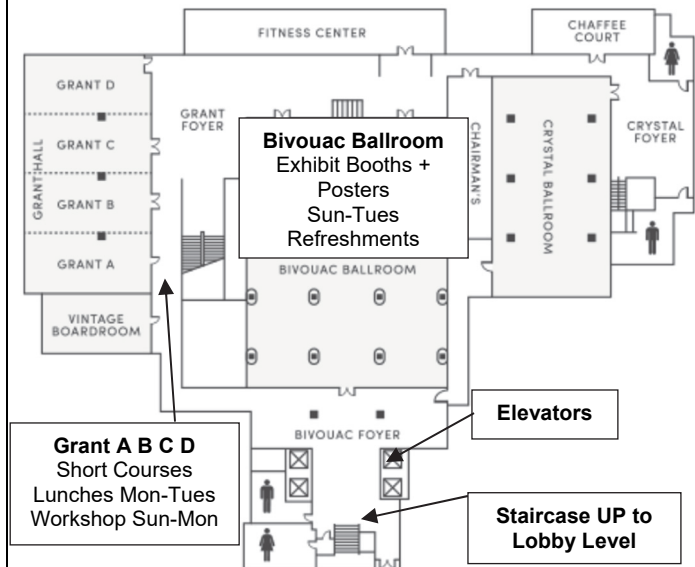 FITNESS CENTER
CHAFFEE
COURT
GRANT D
GRANT
FOYER
GRANT C
GRANT HALL
GRANT B
GRANT A
VINTAGE
BOARDROOM
Bivouac Ballroom
Exhibit Booths +
Posters
Sun-Tues
Refreshments
BIVOUAC BALLROOM
CHAIRMAN'S
CRYSTAL BALLROOM
CRYSTAL
FOYER
Elevators
BIVOUAC FOYER
Grant A B C D
Short Courses
Lunches Mon-Tues
Workshop Sun-Mon
Staircase UP to
Lobby Level